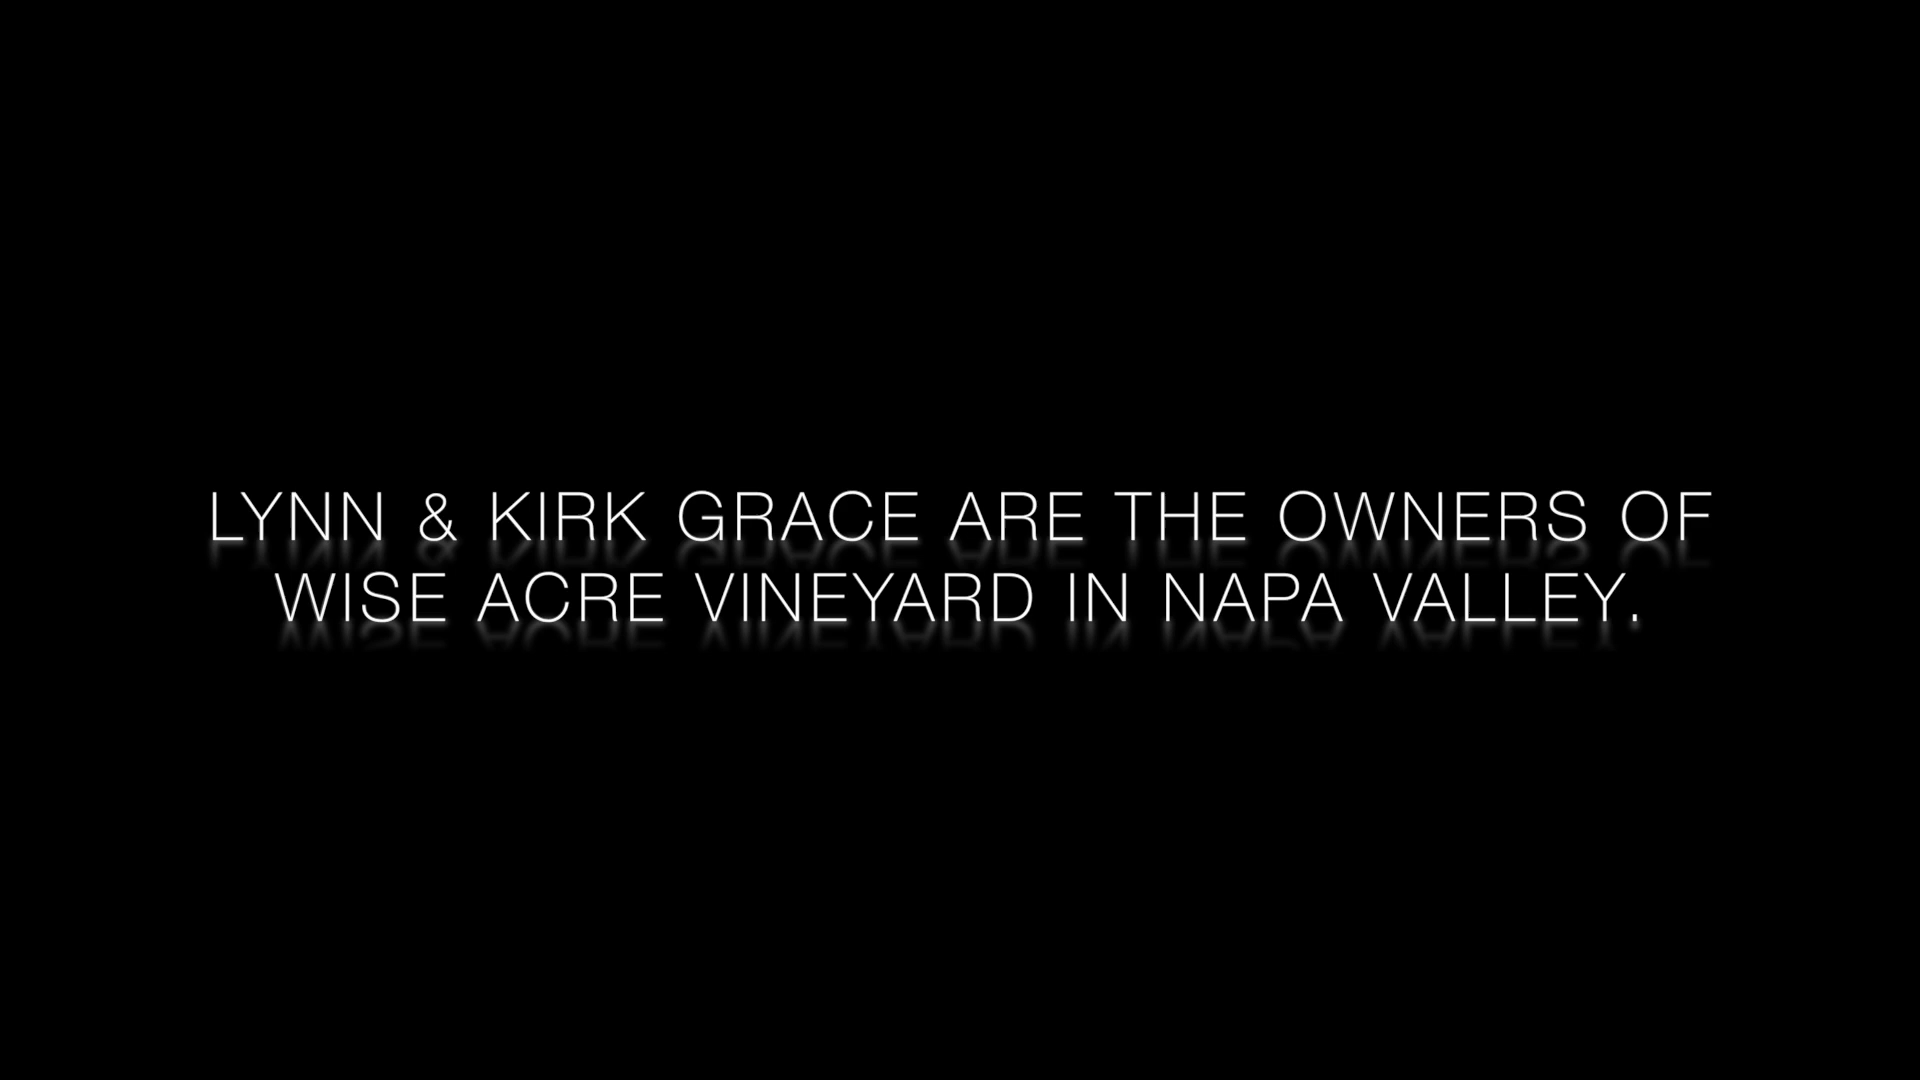 LYNN & KIRK GRACE ARE THE OWNERS OF
WISE ACRE VINEYARD IN NAPA VALLEY.